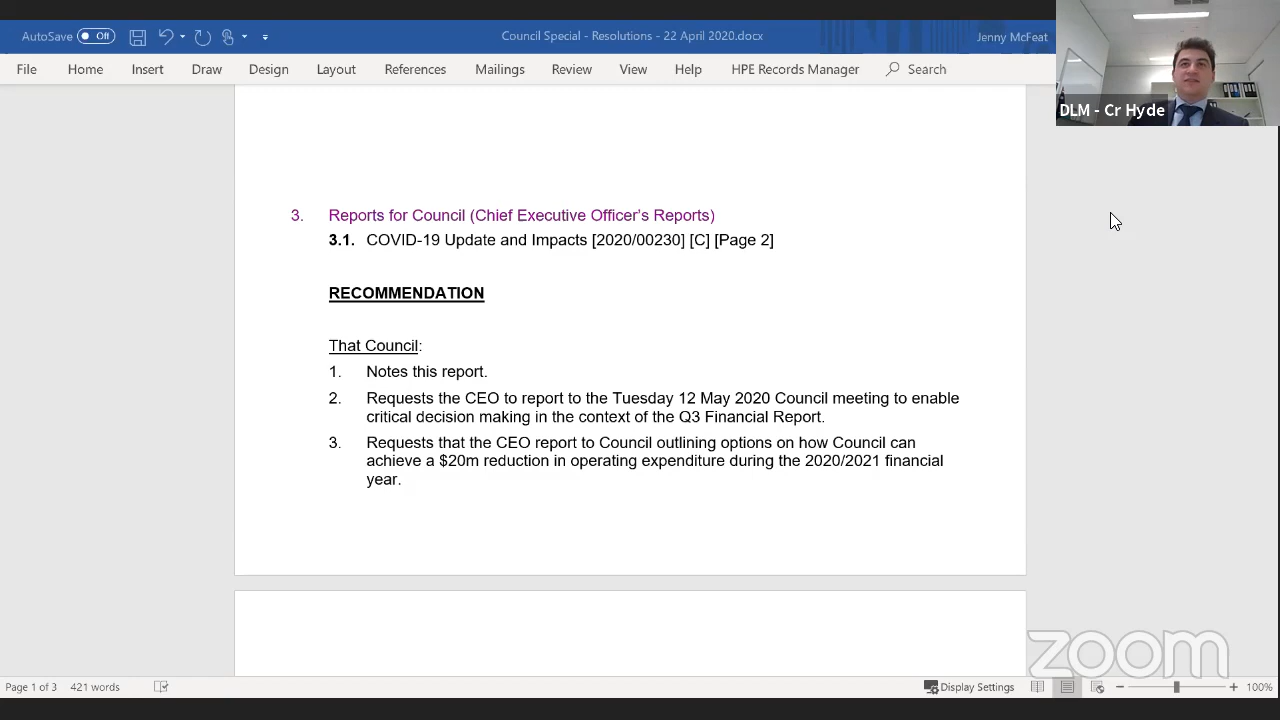 AutoSave Off
Council Special - Resolutions - 22 April 2020.docx
Jenny McFeat
File Home Insert Draw Design Layout References Mailings Review View Help HPE Records Manager Search
DLM - Cr Hyde
3. Reports for Council (Chief Executive Officer's Reports)
3.1. COVID-19 Update and Impacts [2020/00230] [C] [Page 2]
RECOMMENDATION
That Council:
1. Notes this report.
2. Requests the CEO to report to the Tuesday 12 May 2020 Council meeting to enable
critical decision making in the context of the Q3 Financial Report.
3. Requests that the CEO report to Council outlining options on how Council can
achieve a $20m reduction in operating expenditure during the 2020/2021 financial
year.
zoom
Page 1 of 3 421 words
Display Settings
100%